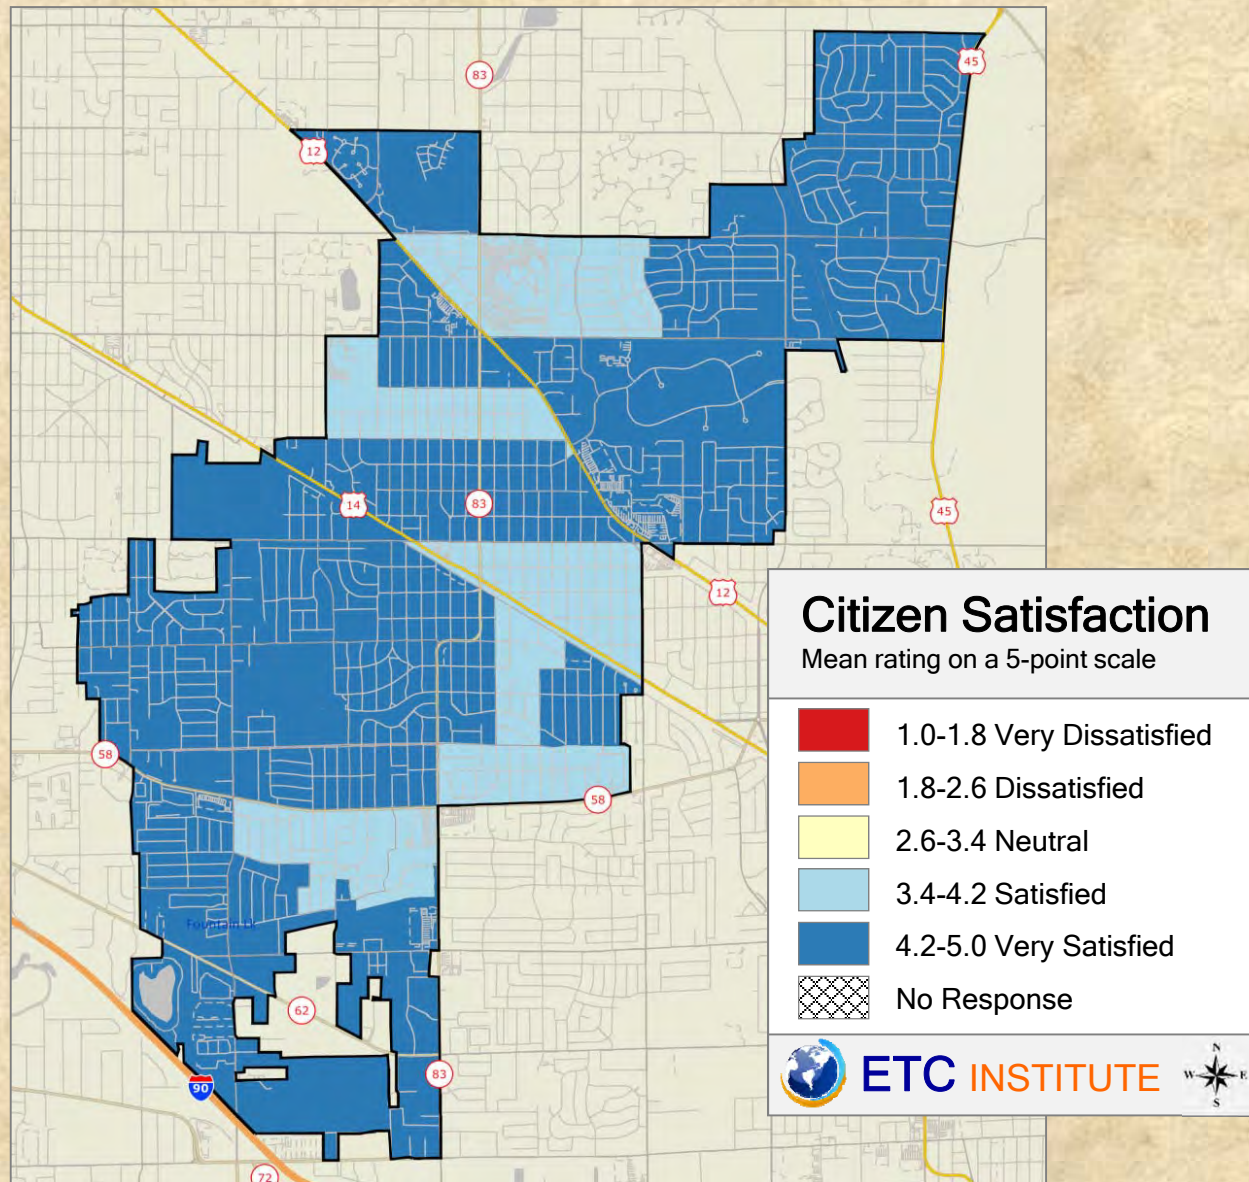 83
45
12
14
83
45
12
58
58
Fountain Dr
62
90
83
72
Citizen Satisfaction
Mean rating on a 5-point scale
1.0-1.8 Very Dissatisfied
1.8-2.6 Dissatisfied
2.6-3.4 Neutral
3.4-4.2 Satisfied
4.2-5.0 Very Satisfied
No Response
ETC INSTITUTE
N
W E
S